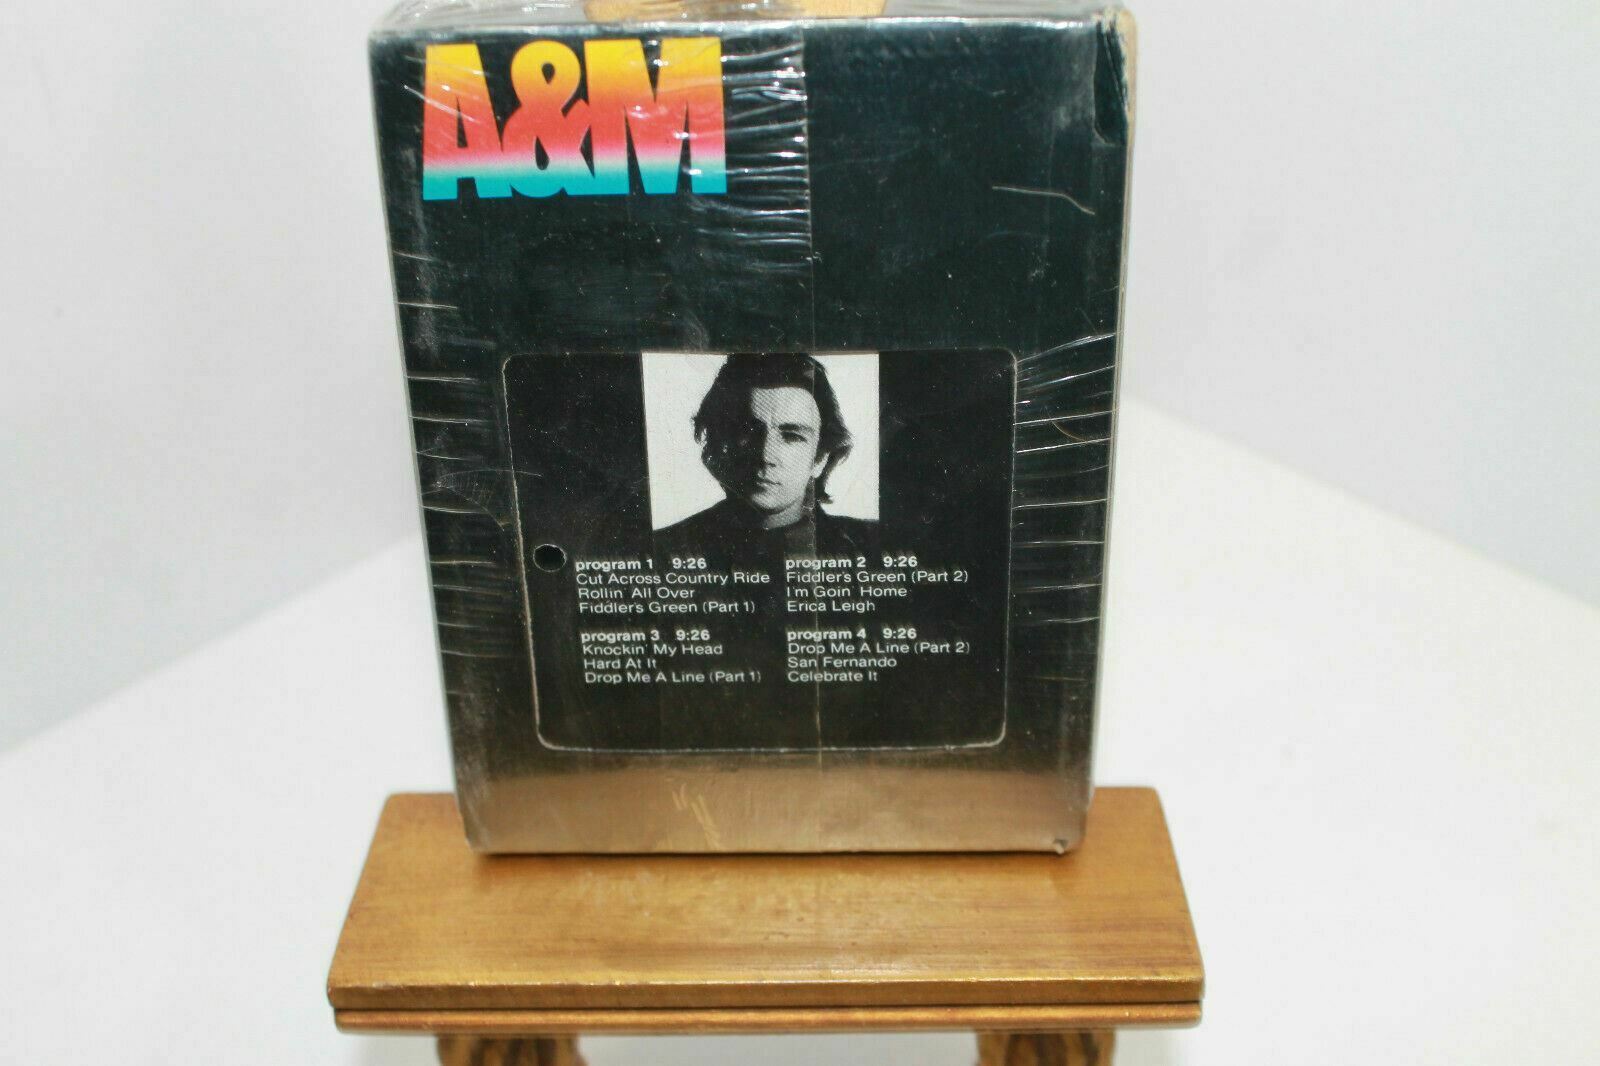 A&M
program 1 9:26
Cut Across Country Ride
Rollin' All Over
Fiddler's Green (Part 1)
program 2 9:26
Fiddler's Green (Part 2)
I'm Goin' Home
Erica Leigh
program 3 9:26
Knockin' My Head
Hard At It
Drop Me A Line (Part 1)
program 4 9:26
Drop Me A Line (Part 2)
San Fernando
Celebrate It